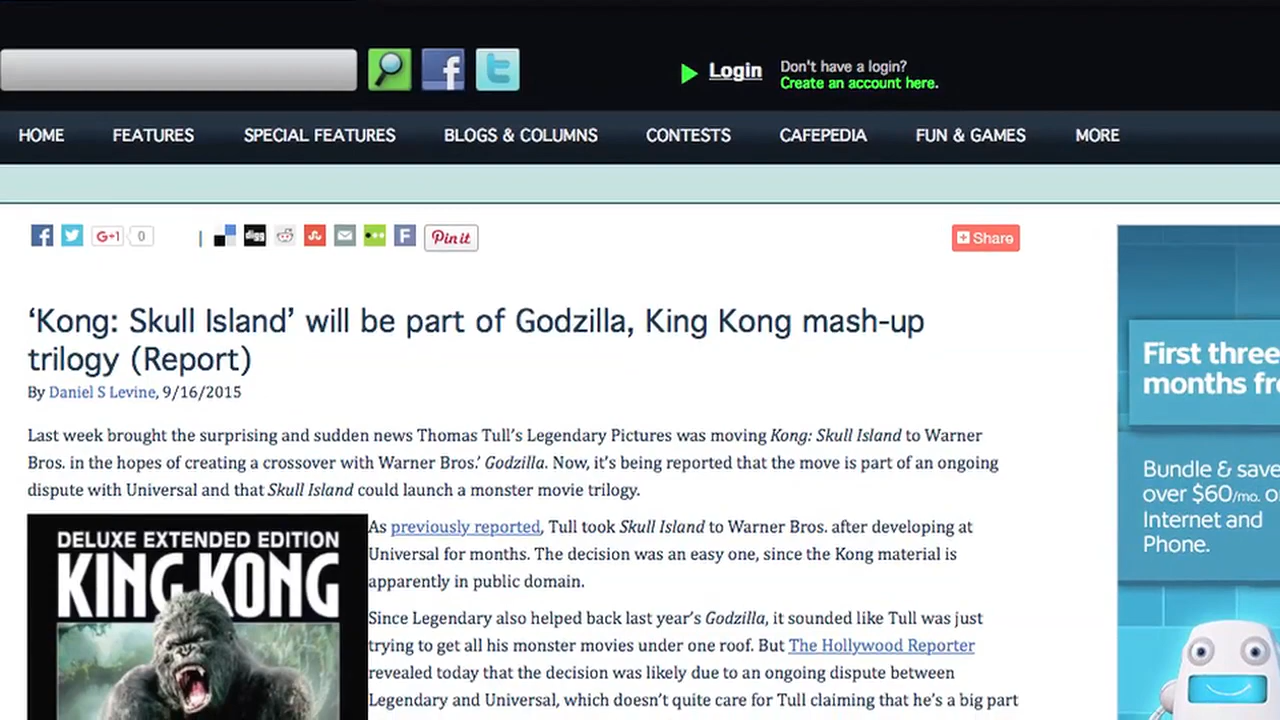 Login
Don't have a login?
Create an account here.
HOME FEATURES SPECIAL FEATURES BLOGS & COLUMNS CONTESTS CAFEPEDIA FUN & GAMES MORE
G+1 0
digg
F
Pin it
Share
‘Kong: Skull Island’ will be part of Godzilla, King Kong mash-up
trilogy (Report)
By Daniel S Levine, 9/16/2015
Last week brought the surprising and sudden news Thomas Tull’s Legendary Pictures was moving Kong: Skull Island to Warner
Bros. in the hopes of creating a crossover with Warner Bros.’ Godzilla. Now, it’s being reported that the move is part of an ongoing
dispute with Universal and that Skull Island could launch a monster movie trilogy.
DELUXE EXTENDED EDITION
KING KONG
As previously reported, Tull took Skull Island to Warner Bros. after developing at
Universal for months. The decision was an easy one, since the Kong material is
apparently in public domain.
Since Legendary also helped back last year’s Godzilla, it sounded like Tull was just
trying to get all his monster movies under one roof. But The Hollywood Reporter
revealed today that the decision was likely due to an ongoing dispute between
Legendary and Universal, which doesn’t quite care for Tull claiming that he’s a big part
First three
months fr
Bundle & save
over $60/mo. o
Internet and
Phone.